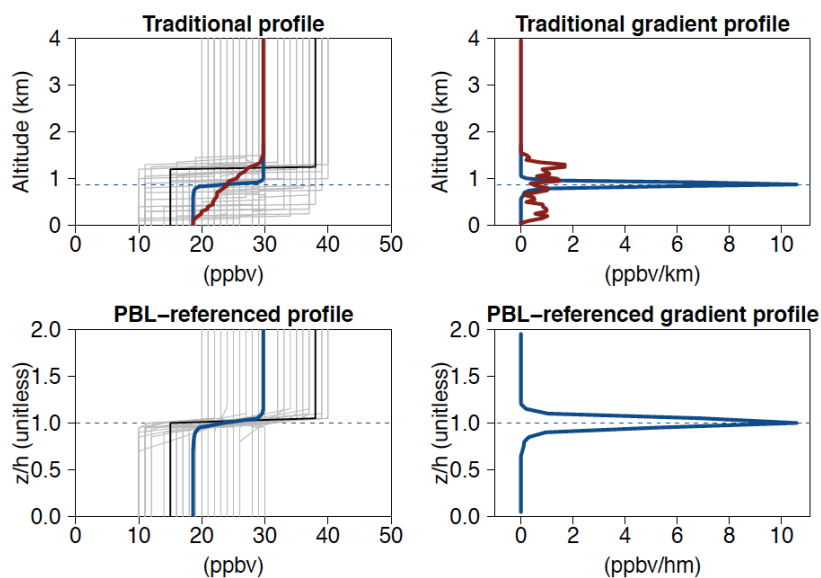 Traditional profile
Altitude (km)
4
3
2
1
0
0 10 20 30 40 50
(ppbv)
Traditional gradient profile
Altitude (km)
4
3
2
1
0
0 2 4 6 8 10
(ppbv/km)
PBL−referenced profile
z/h (unitless)
2.0
1.5
1.0
0.5
0.0
0 10 20 30 40 50
(ppbv)
PBL−referenced gradient profile
z/h (unitless)
2.0
1.5
1.0
0.5
0.0
0 2 4 6 8 10
(ppbv/hm)